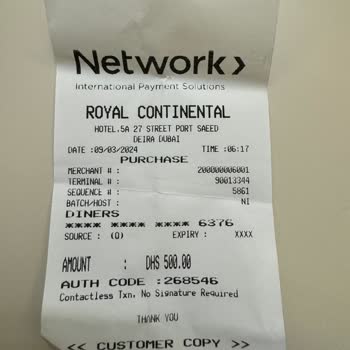 Network>
International Payment Solutions
ROYAL CONTINENTAL
HOTEL.5A 27 STREET PORT SAEED
DEIRA DUBAI
DATE :09/03/2024 TIME :06:17
PURCHASE
MERCHANT # : 200000006001
TERMINAL # : 90013344
SEQUENCE # : 5861
BATCH/HOST : NI
DINERS
**** **** **** 6376
SOURCE : (Q) EXPIRY : XXXX
AMOUNT : DHS 500.00
AUTH CODE :268546
Contactless Txn, No Signature Required
THANK YOU
<< CUSTOMER COPY >>